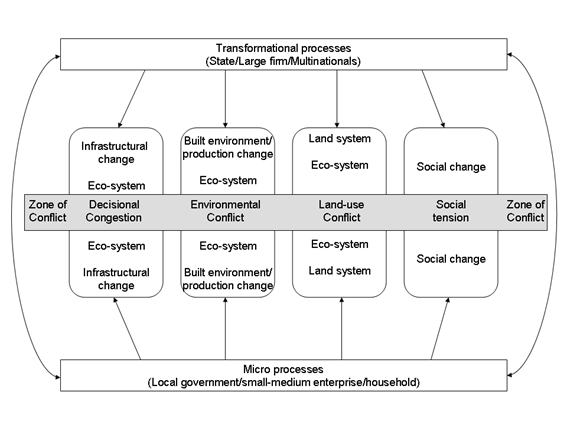 Transformational processes
(State/Large firm/Multinationals)
Infrastructural
change
Eco-system
Built environment/
production change
Eco-system
Land system
Eco-system
Social change
Zone of
Conflict
Decisional
Congestion
Environmental
Conflict
Land-use
Conflict
Social
tension
Zone of
Conflict
Eco-system
Infrastructural
change
Eco-system
Built environment/
production change
Eco-system
Land system
Social change
Micro processes
(Local government/small-medium enterprise/household)